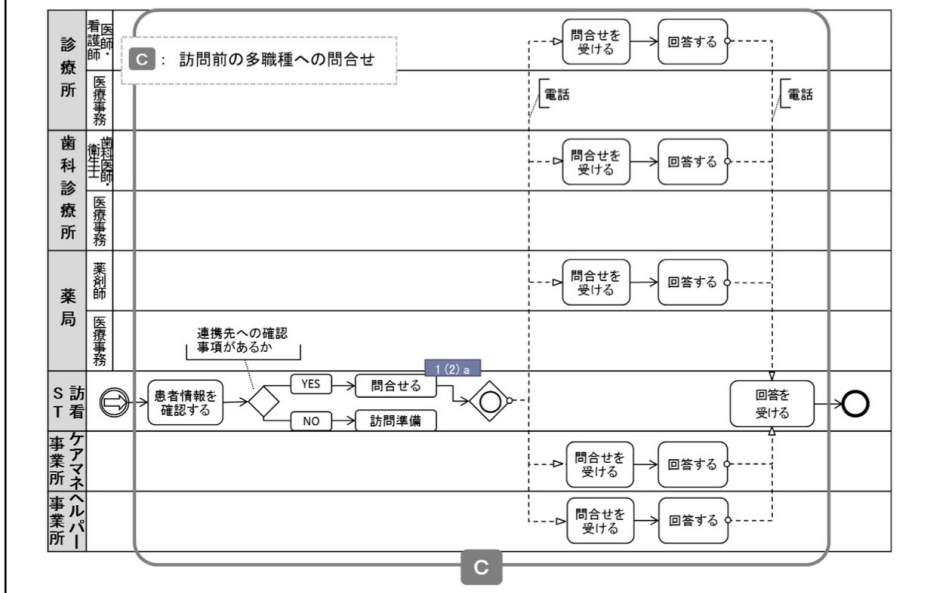 C : 訪問前の多職種への問合せ
診療所
医師・
看護師
問合せを
受ける
回答する
医療事務
電話
電話
歯科診療所
歯科医師・
衛生士
問合せを
受ける
回答する
医療事務
薬局
薬剤師
問合せを
受ける
回答する
医療事務
連携先への確認
事項があるか
1 (2) a
訪看
ST
患者情報を
確認する
YES
問合せる
NO
訪問準備
回答を
受ける
ケアマネ
事業所
問合せを
受ける
回答する
ヘルパー
事業所
問合せを
受ける
回答する
C